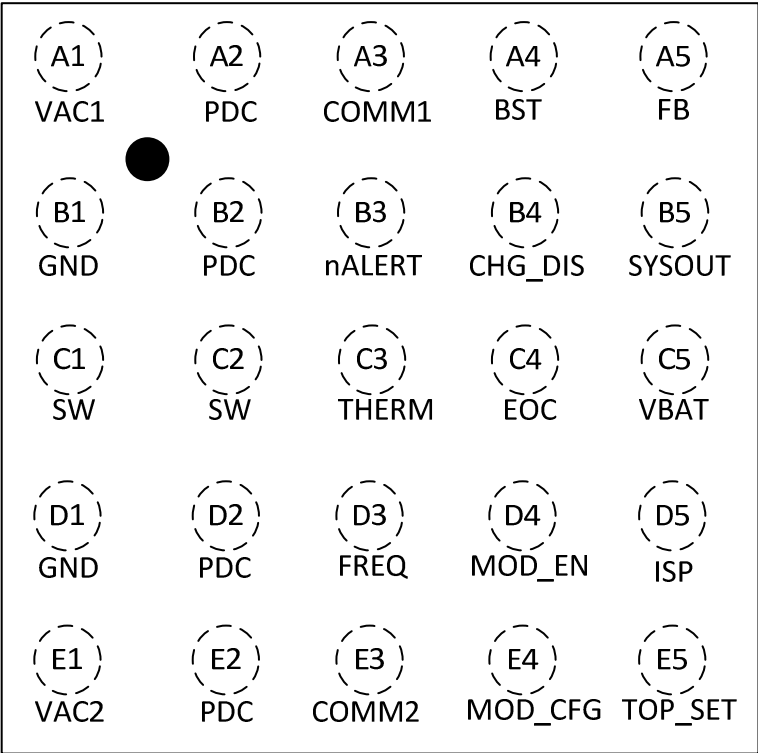 A1 A2 A3 A4 A5
VAC1 PDC COMM1 BST FB
B1 B2 B3 B4 B5
GND PDC nALERT CHG_DIS SYSOUT
C1 C2 C3 C4 C5
SW SW THERM EOC VBAT
D1 D2 D3 D4 D5
GND PDC FREQ MOD_EN ISP
E1 E2 E3 E4 E5
VAC2 PDC COMM2 MOD_CFG TOP_SET